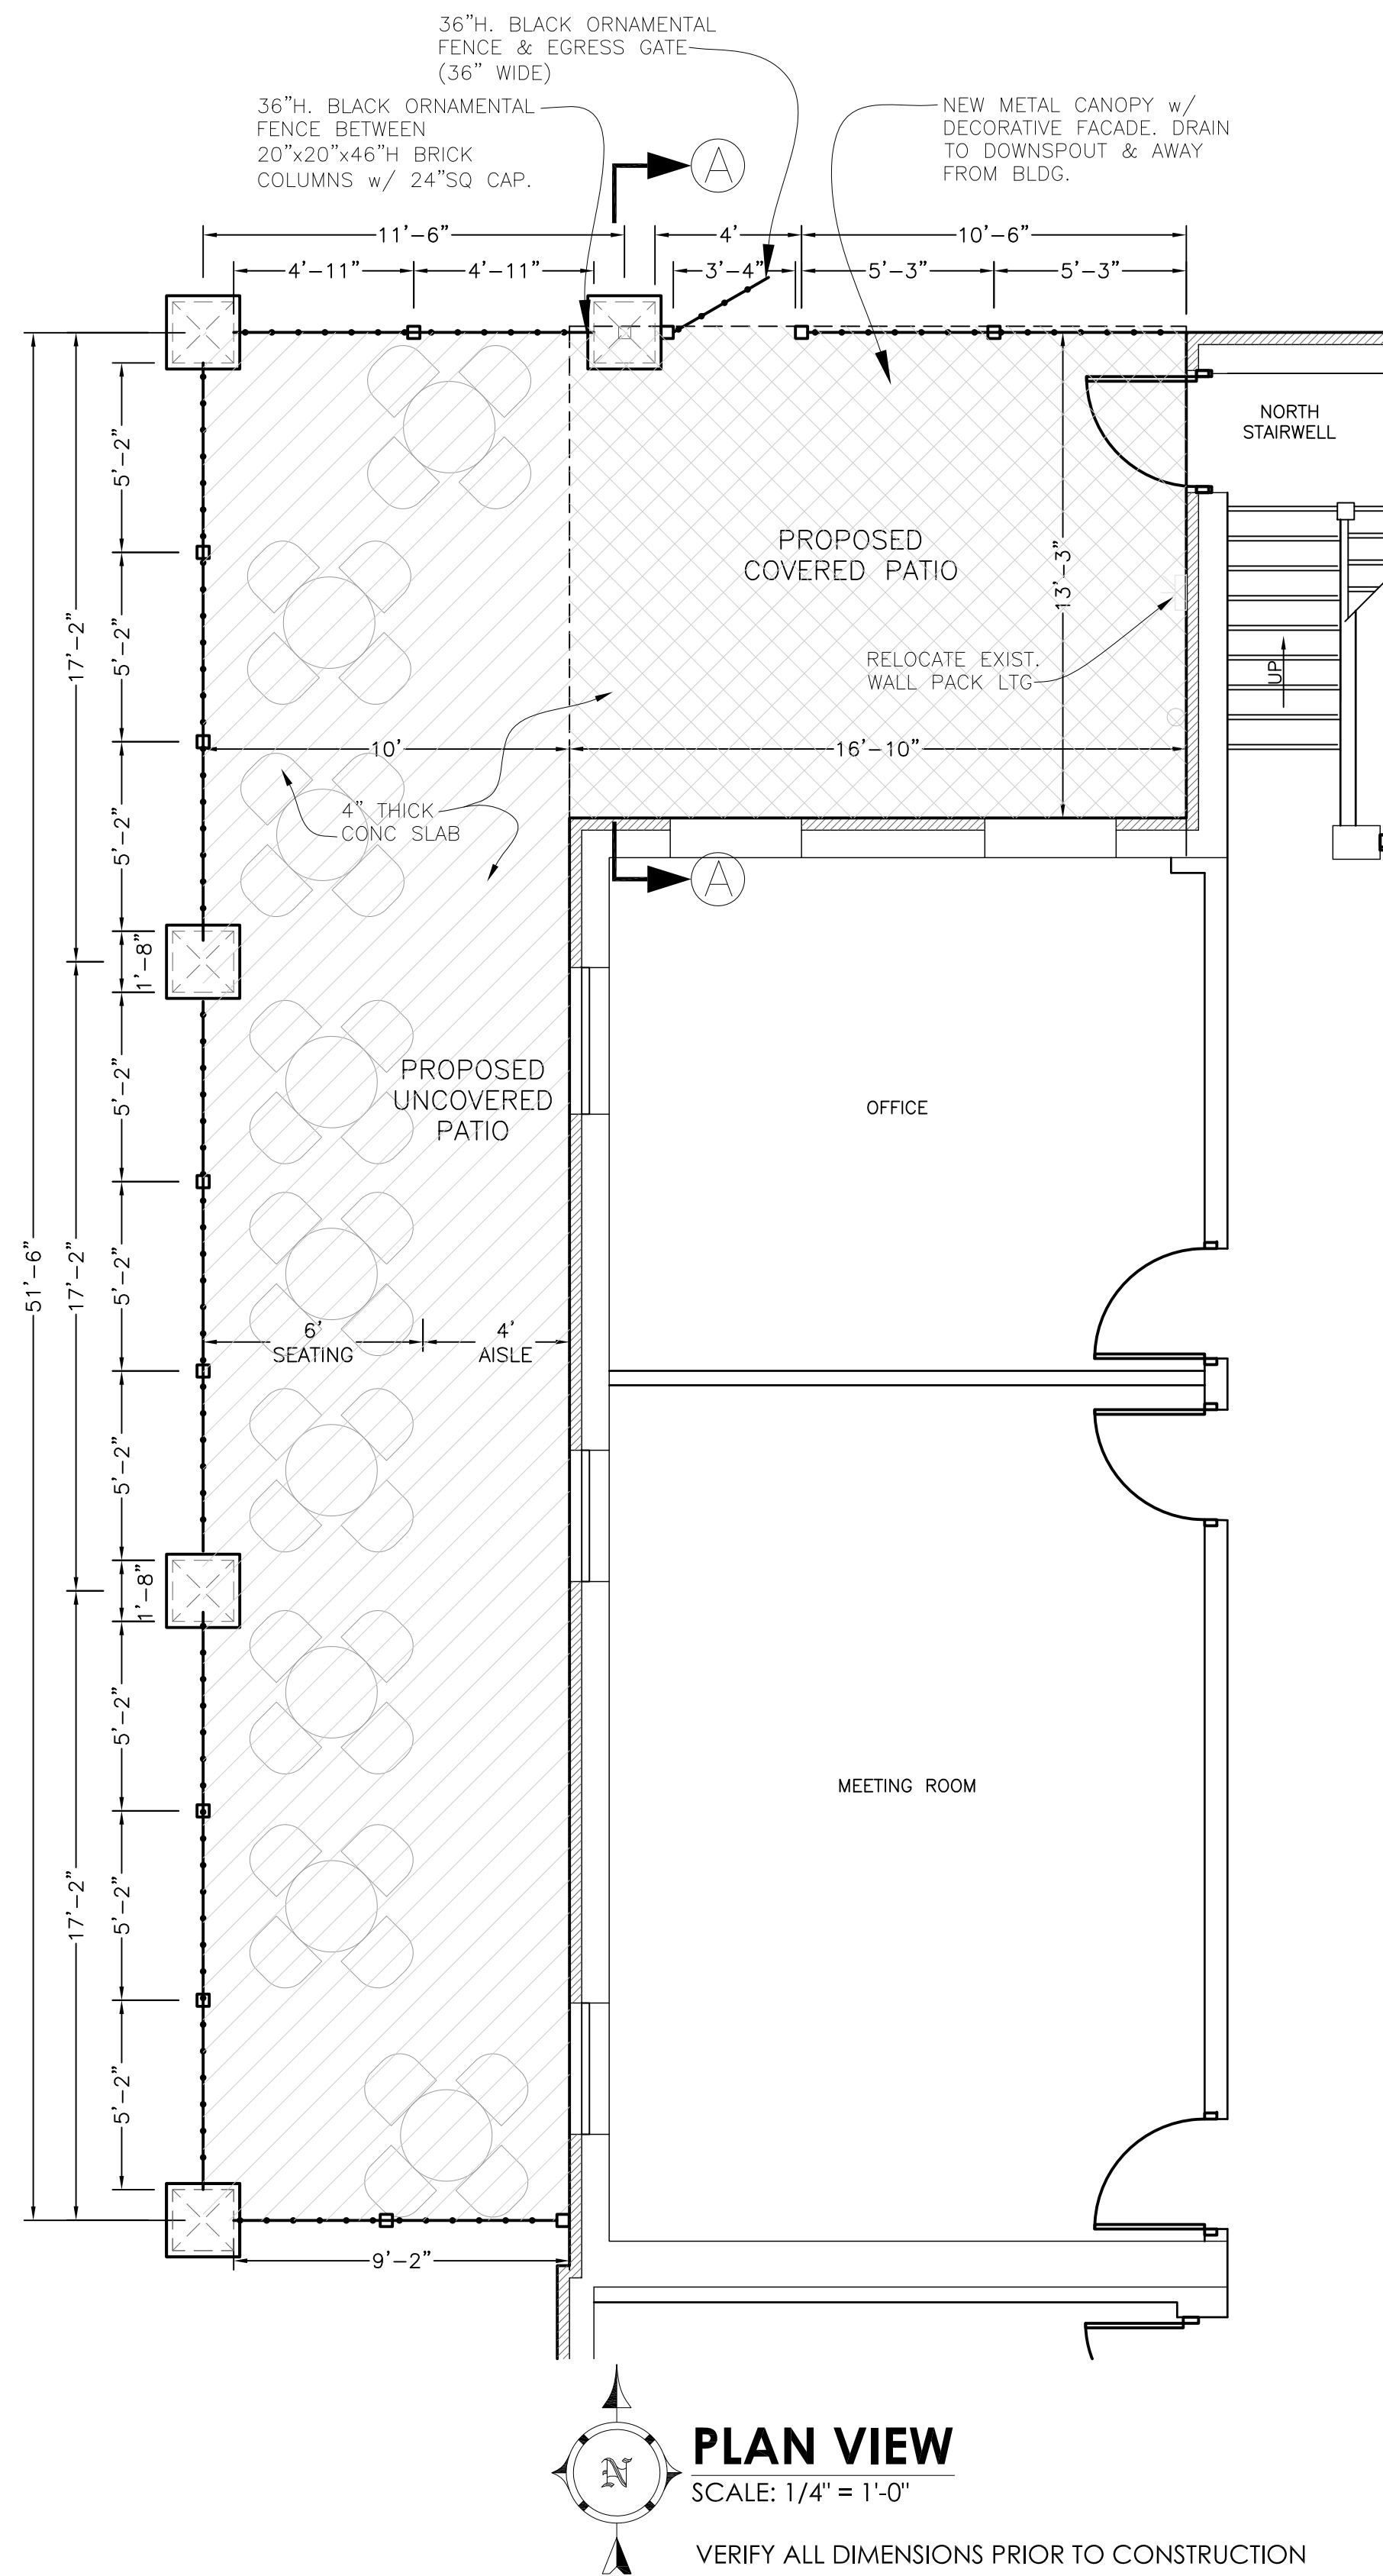 36"H. BLACK ORNAMENTAL
FENCE & EGRESS GATE
(36" WIDE)
36"H. BLACK ORNAMENTAL
FENCE BETWEEN
20"x20"x46"H BRICK
COLUMNS w/ 24"SQ CAP.
NEW METAL CANOPY w/
DECORATIVE FACADE. DRAIN
TO DOWNSPOUT & AWAY
FROM BLDG.
A
11'-6"
4'
10'-6"
4'-11"
4'-11"
3'-4"
5'-3"
5'-3"
NORTH
STAIRWELL
PROPOSED
COVERED PATIO
13'-3"
RELOCATE EXIST.
WALL PACK LTG
UP
10'
16'-10"
4" THICK
CONC SLAB
A
5'-2"
5'-2"
5'-2"
17'-2"
1'-8"
PROPOSED
UNCOVERED
PATIO
OFFICE
5'-2"
5'-2"
5'-2"
17'-2"
51'-6"
6'
SEATING
4'
AISLE
1'-8"
MEETING ROOM
5'-2"
5'-2"
5'-2"
17'-2"
9'-2"
N
PLAN VIEW
SCALE: 1/4" = 1'-0"
VERIFY ALL DIMENSIONS PRIOR TO CONSTRUCTION